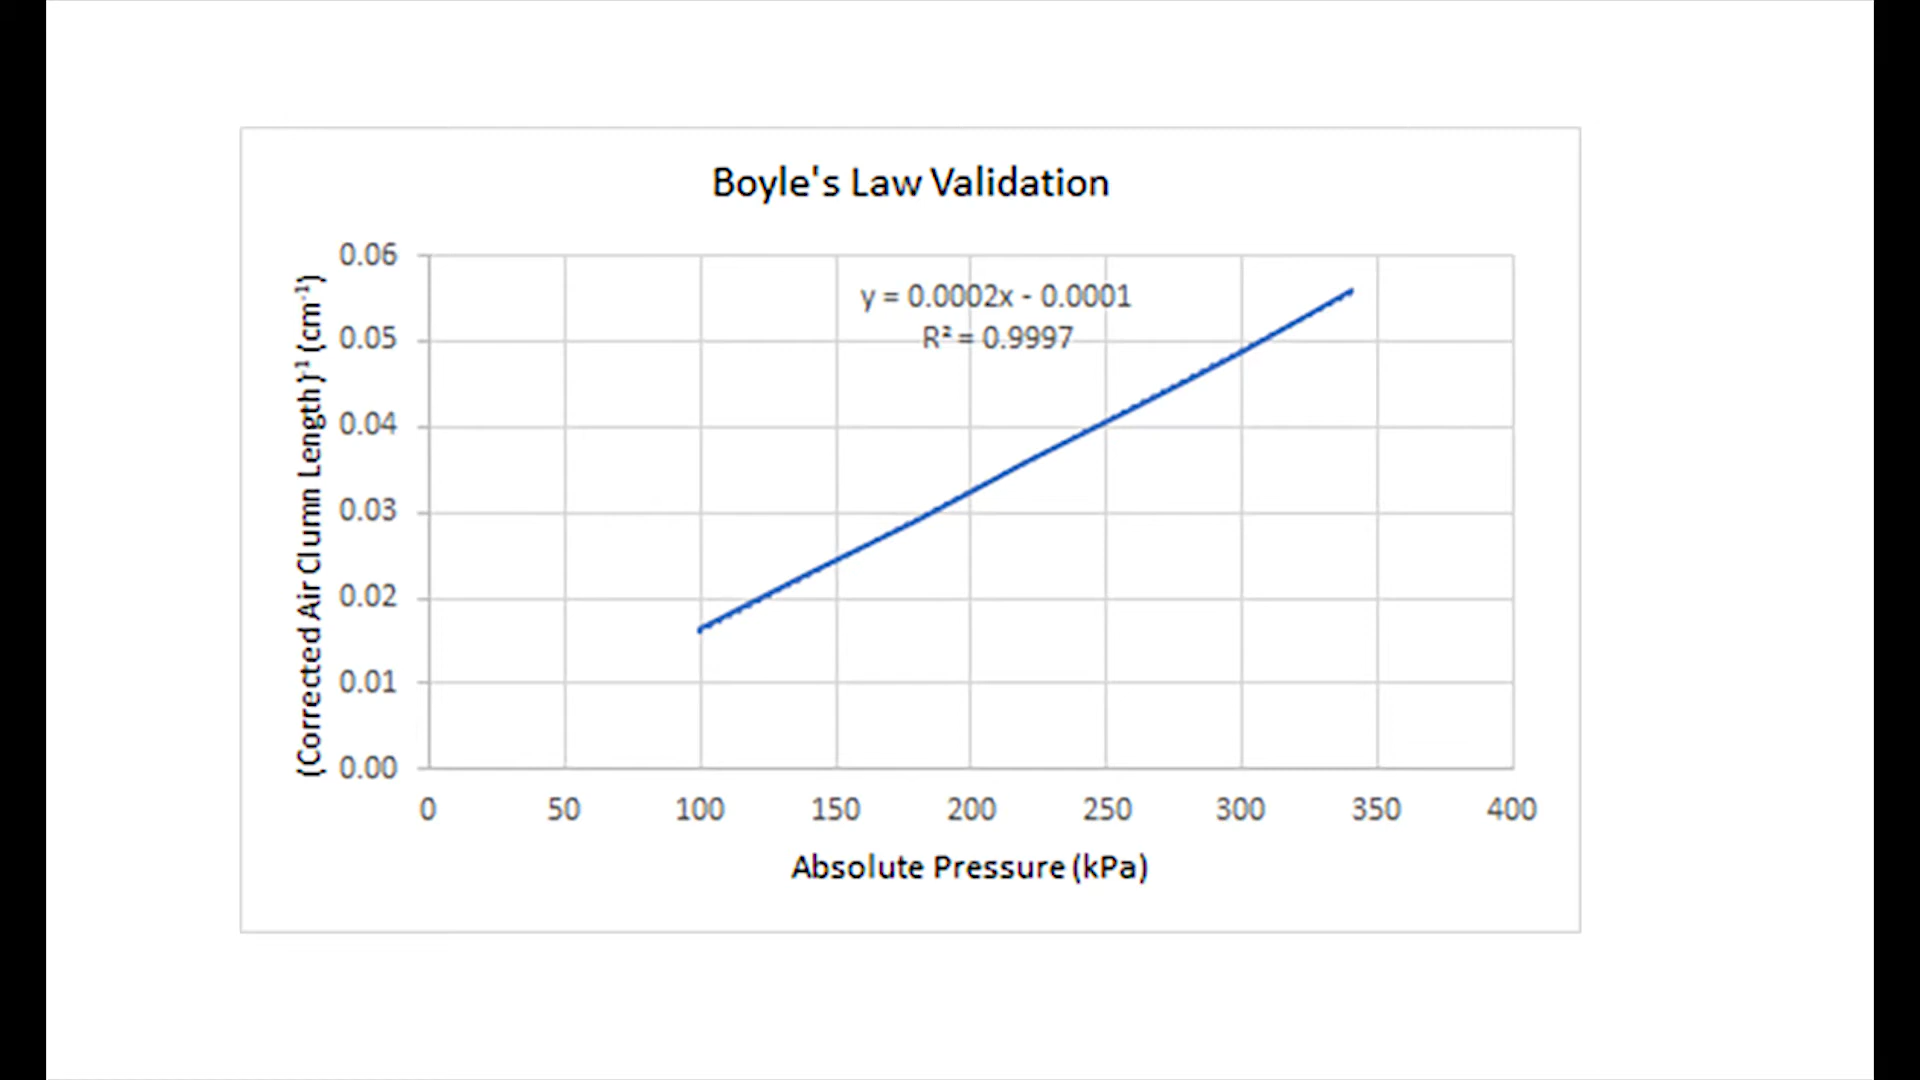 Boyle's Law Validation
y = 0.0002x - 0.0001
R² = 0.9997
(Corrected Air Clumn Length)⁻¹ (cm⁻¹)
0.06
0.05
0.04
0.03
0.02
0.01
0.00
0 50 100 150 200 250 300 350 400
Absolute Pressure (kPa)